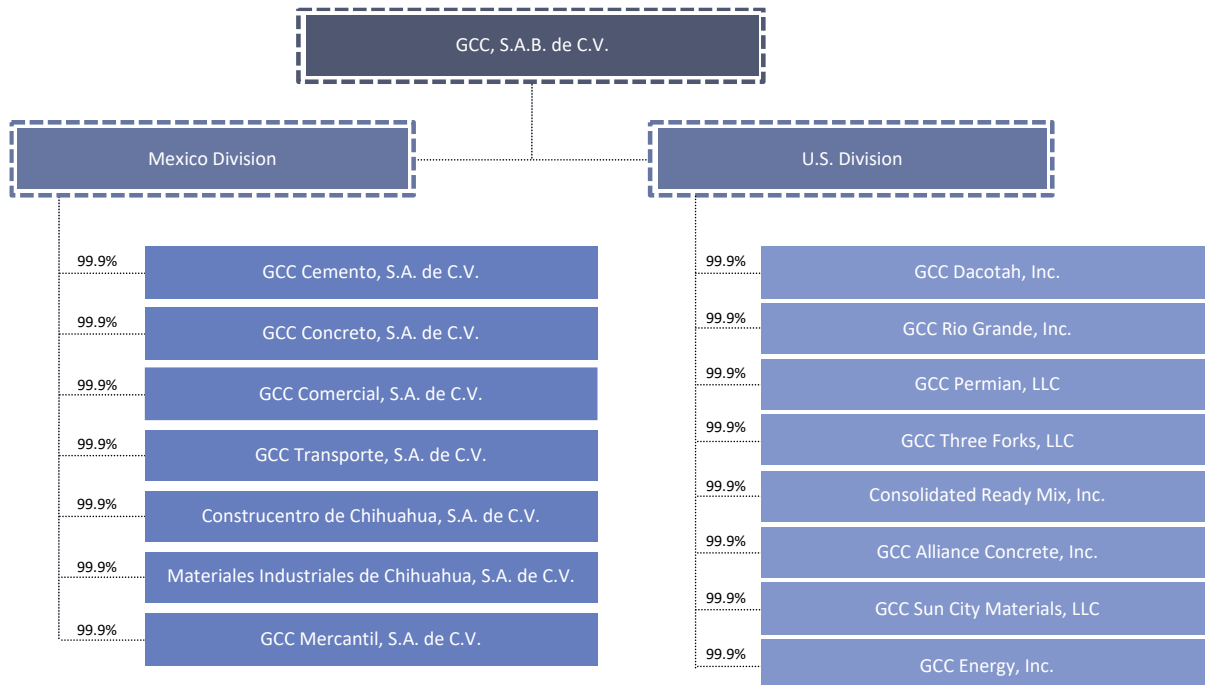 GCC, S.A.B. de C.V.
Mexico Division
U.S. Division
99.9%
GCC Cemento, S.A. de C.V.
99.9%
GCC Concreto, S.A. de C.V.
99.9%
GCC Comercial, S.A. de C.V.
99.9%
GCC Transporte, S.A. de C.V.
99.9%
Construcentro de Chihuahua, S.A. de C.V.
99.9%
Materiales Industriales de Chihuahua, S.A. de C.V.
99.9%
GCC Mercantil, S.A. de C.V.
99.9%
GCC Dacotah, Inc.
99.9%
GCC Rio Grande, Inc.
99.9%
GCC Permian, LLC
99.9%
GCC Three Forks, LLC
99.9%
Consolidated Ready Mix, Inc.
99.9%
GCC Alliance Concrete, Inc.
99.9%
GCC Sun City Materials, LLC
99.9%
GCC Energy, Inc.